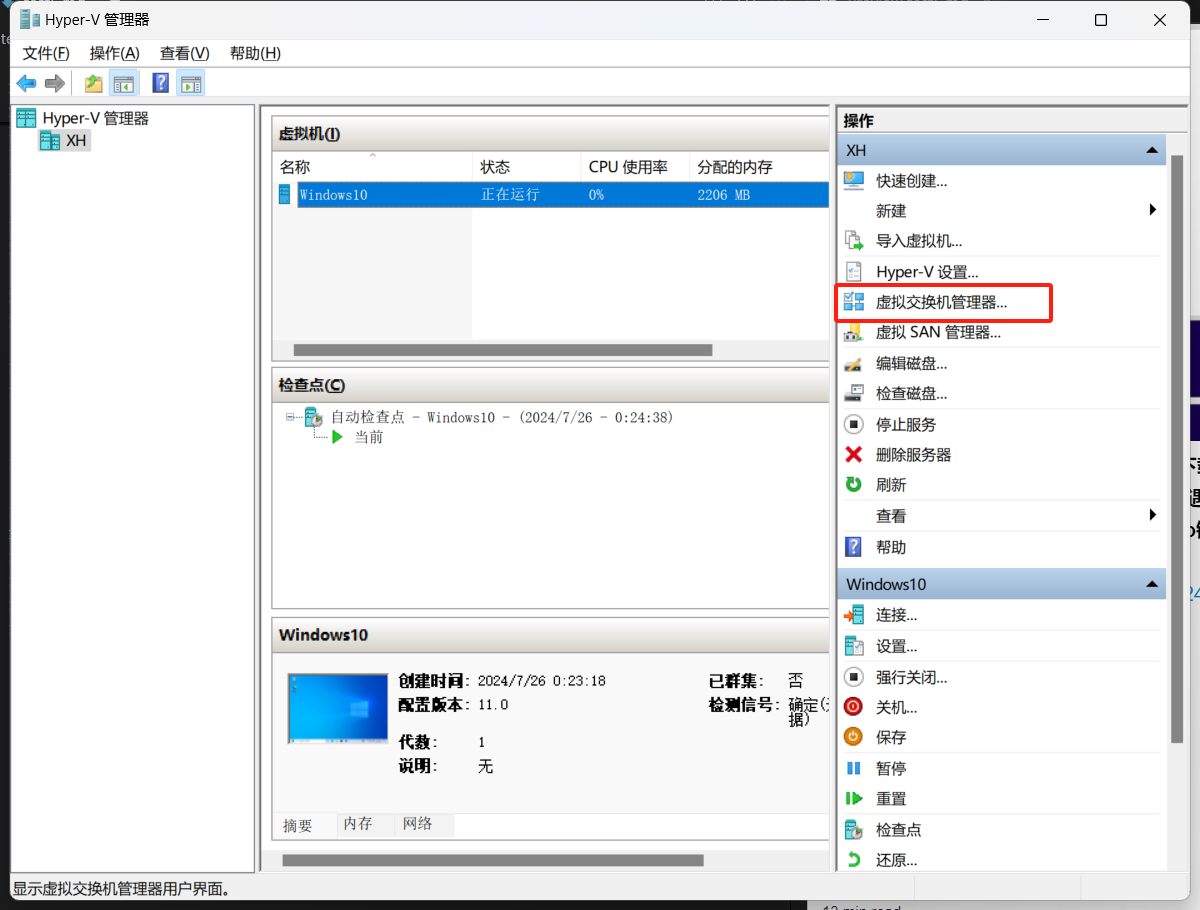 Hyper-V 管理器
文件(F) 操作(A) 查看(V) 帮助(H)
Hyper-V 管理器
XH
虚拟机(I)
名称 状态 CPU 使用率 分配的内存
Windows10 正在运行 0% 2206 MB
检查点(C)
自动检查点 - Windows10 - (2024/7/26 - 0:24:38)
当前
Windows10
创建时间: 2024/7/26 0:23:18 已群集: 否
配置版本: 11.0 检测信号: 确定(
据)
代数: 1
说明: 无
摘要 内存 网络
操作
XH
快速创建...
新建
导入虚拟机...
Hyper-V 设置...
虚拟交换机管理器...
虚拟 SAN 管理器...
编辑磁盘...
检查磁盘...
停止服务
删除服务器
刷新
查看
帮助
Windows10
连接...
设置...
强行关闭...
关机...
保存
暂停
重置
检查点
还原...
显示虚拟交换机管理器用户界面。